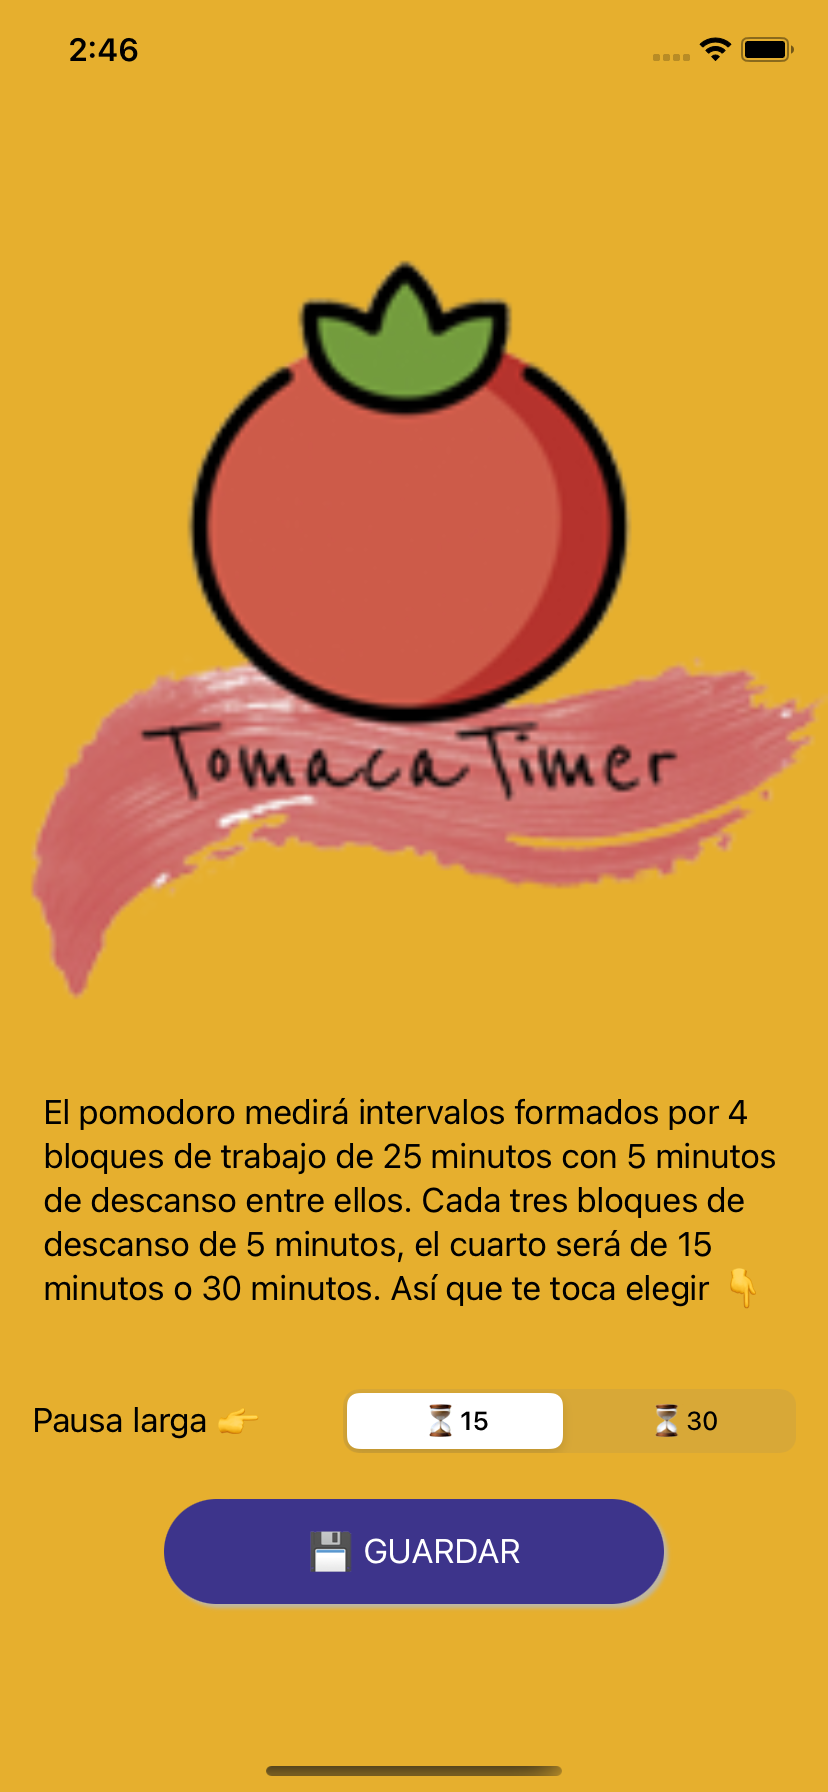 2:46
Tomaca Timer
El pomodoro medirá intervalos formados por 4
bloques de trabajo de 25 minutos con 5 minutos
de descanso entre ellos. Cada tres bloques de
descanso de 5 minutos, el cuarto será de 15
minutos o 30 minutos. Así que te toca elegir 👇
Pausa larga 👉 ⏳15 ⏳30
💾 GUARDAR